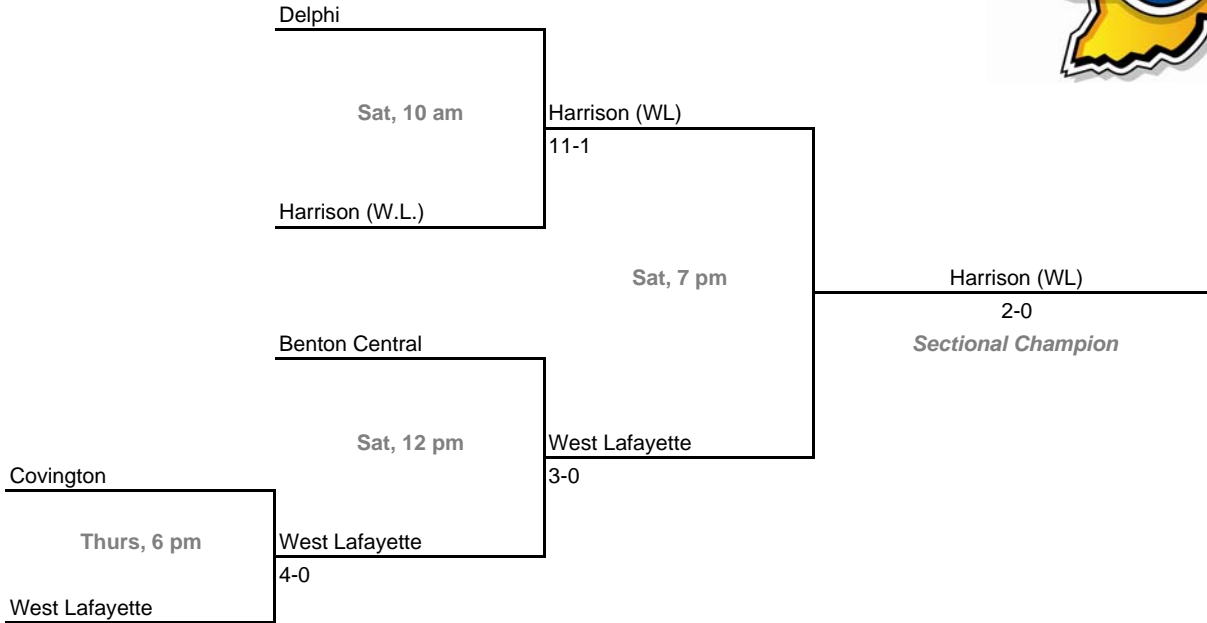 Delphi
Sat, 10 am
Harrison (WL)
11-1
Harrison (W.L.)
Sat, 7 pm
Harrison (WL)
2-0
Sectional Champion
Benton Central
Sat, 12 pm
West Lafayette
3-0
Covington
Thurs, 6 pm
West Lafayette
4-0
West Lafayette